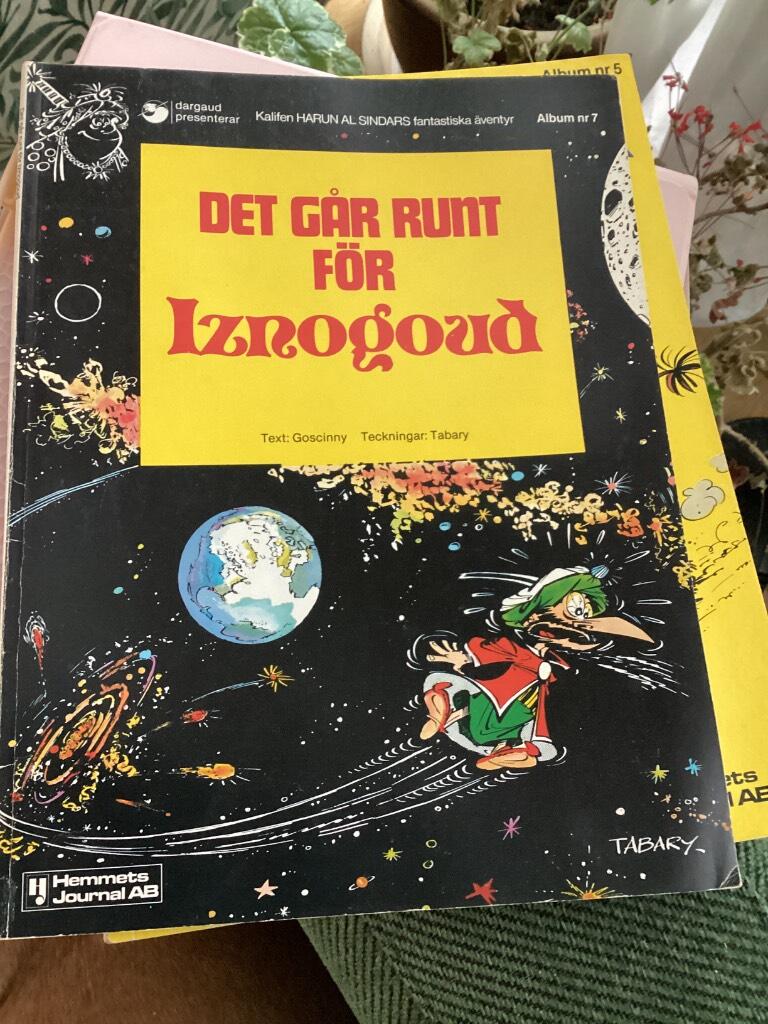 Album nr 5
dargaud
presenterar
Kalifen HARUN AL SINDARS fantastiska äventyr
Album nr 7
DET GÅR RUNT
FÖR
Iznogoud
Text: Goscinny Teckningar: Tabary
TABARY
H
Hemmets
Journal AB
AB